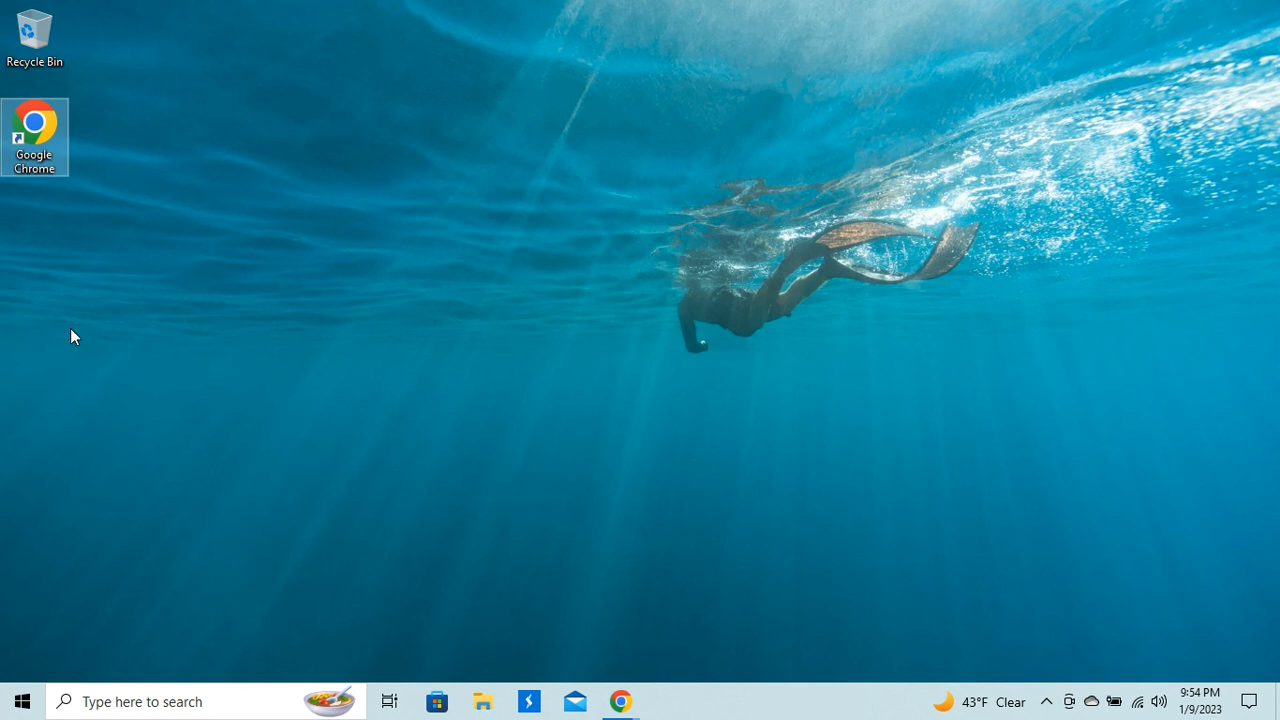 Recycle Bin
Google
Chrome
Type here to search
43°F Clear
9:54 PM
1/9/2023